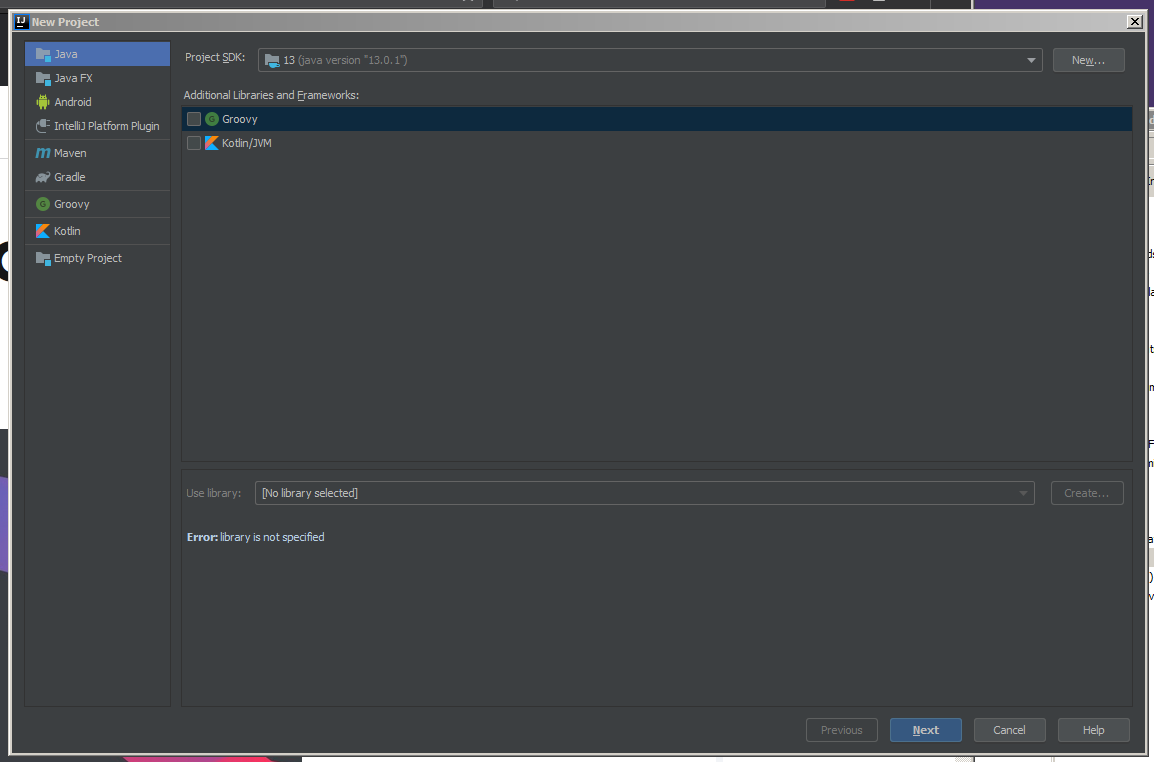 New Project
Java
Java FX
Android
IntelliJ Platform Plugin
Maven
Gradle
Groovy
Kotlin
Empty Project
Project SDK: 13 (java version "13.0.1") New...
Additional Libraries and Frameworks:
Groovy
Kotlin/JVM
Use library: [No library selected] Create...
Error: library is not specified
Previous Next Cancel Help